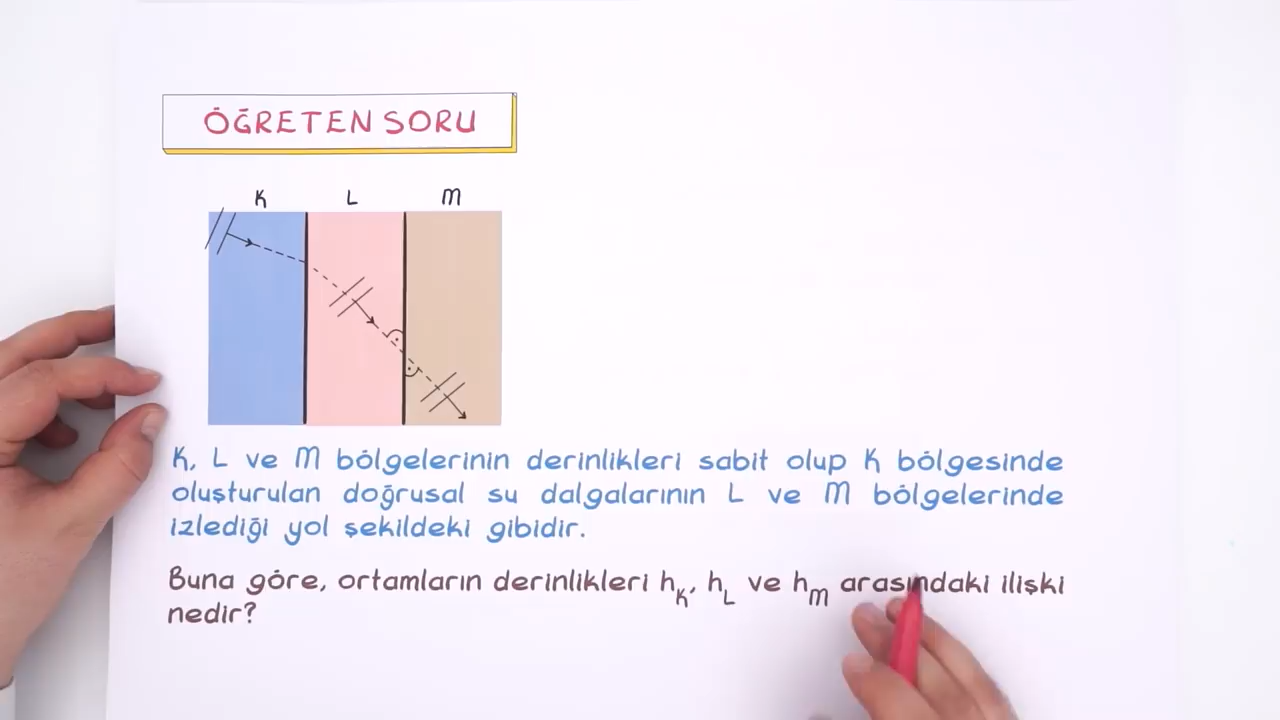 ÖĞRETEN SORU
K L M
K, L ve M bölgelerinin derinlikleri sabit olup K bölgesinde
oluşturulan doğrusal su dalgalarının L ve M bölgelerinde
izlediği yol şekildeki gibidir.
Buna göre, ortamların derinlikleri hK, hL ve hM arasındaki ilişki
nedir?